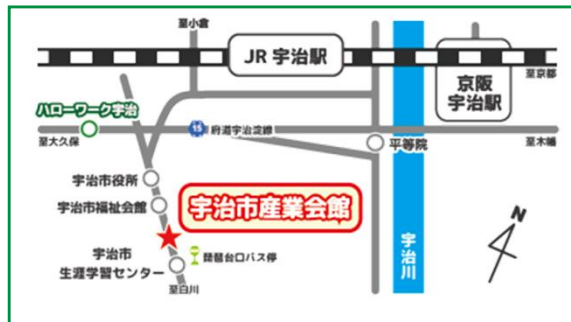 至小倉
JR 宇治駅
至京都
京阪
宇治駅
ハローワーク宇治
至大久保
15
府道宇治淀線
平等院
至木幡
宇治市役所
宇治市福祉会館
宇治市産業会館
宇治市
生涯学習センター
琵琶台口バス停
至白川
宇治川
N